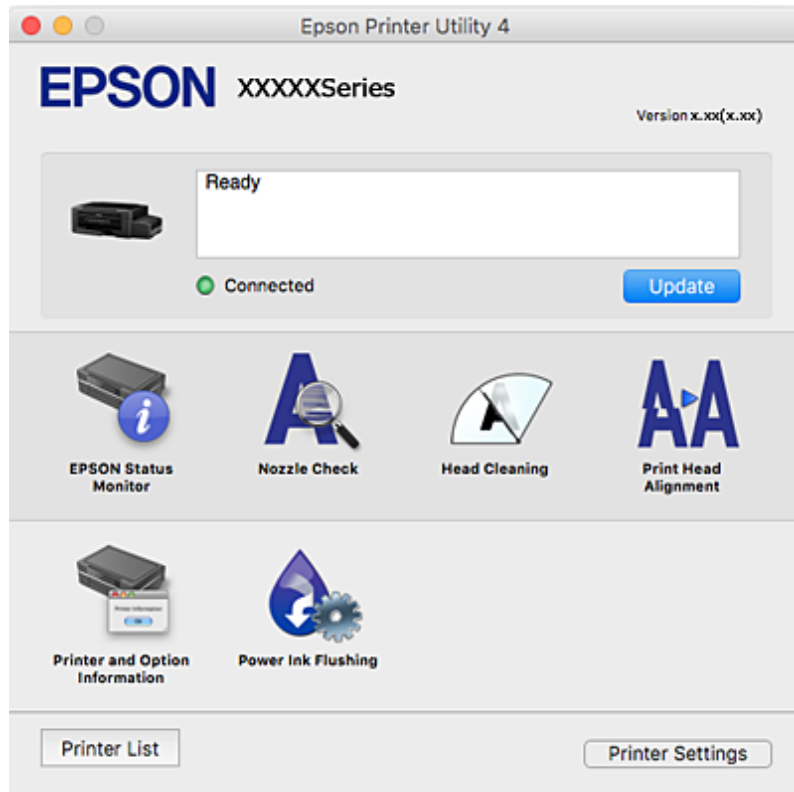 Epson Printer Utility 4
EPSON XXXXXSeries
Version x.xx(x.xx)
Ready
Connected
Update
EPSON Status
Monitor
Nozzle Check
Head Cleaning
Print Head
Alignment
Printer and Option
Information
Power Ink Flushing
Printer List
Printer Settings